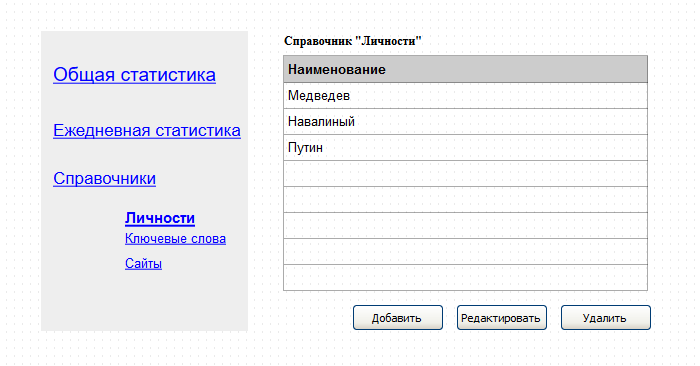 Общая статистика
Ежедневная статистика
Справочники
Личности
Ключевые слова
Сайты
Справочник "Личности"
Наименование
Медведев
Навалиный
Путин
Добавить
Редактировать
Удалить